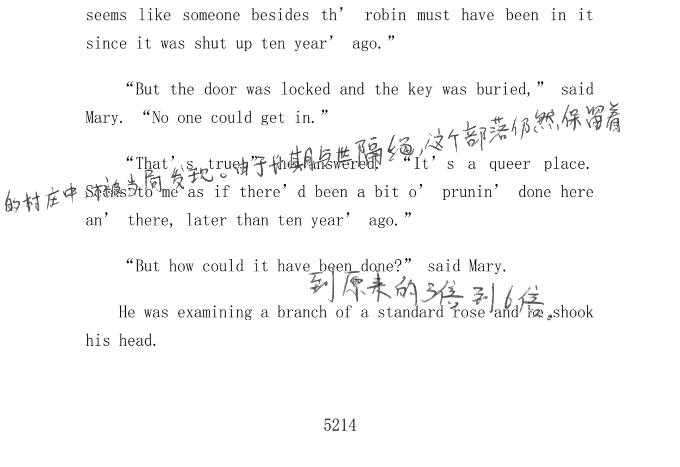 seems like someone besides th’ robin must have been in it
since it was shut up ten year’ ago.”
“But the door was locked and the key was buried,” said
Mary. “No one could get in.”
的村庄中被当局发现。由于长期与世隔绝,这个部落仍然保留着
“That’s true,” he answered. “It’s a queer place.
Seems to me as if there’d been a bit o’ prunin’ done here
an’ there, later than ten year’ ago.”
“But how could it have been done?” said Mary.
到原来的5倍到6倍。
He was examining a branch of a standard rose and he shook
his head.
5214